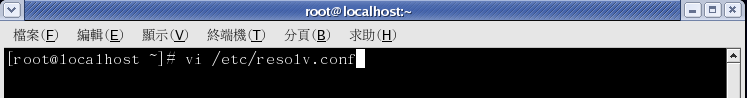 root@localhost:~
檔案(F) 編輯(E) 顯示(V) 終端機(T) 分頁(B) 求助(H)
[root@localhost ~]# vi /etc/resolv.conf